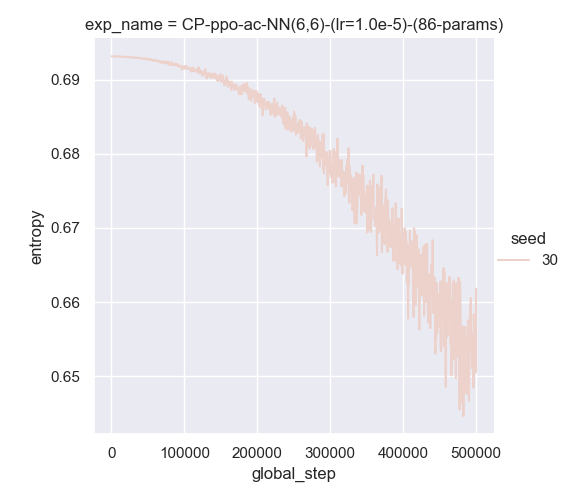 exp_name = CP-ppo-ac-NN(6,6)-(lr=1.0e-5)-(86-params)
entropy
0.69
0.68
0.67
0.66
0.65
seed
30
0 100000 200000 300000 400000 500000
global_step